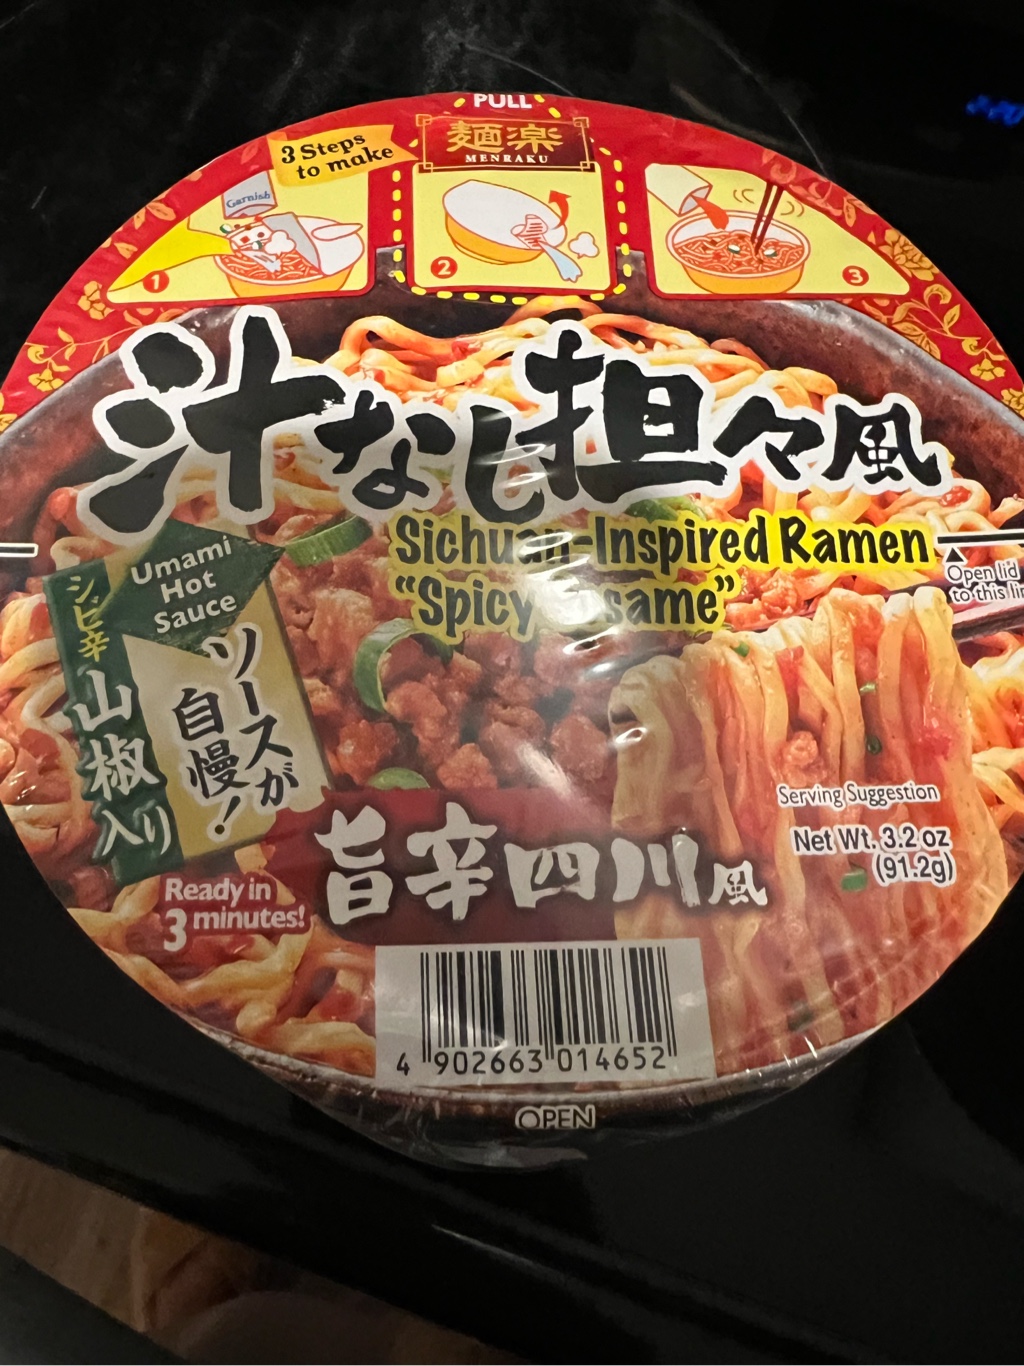 PULL
麺楽
MENRAKU
3 Steps
to make
Garnish
1
2
3
汁なし担々風
Sichuan-Inspired Ramen
"Spicy
Open lid
to this
Umami
Hot
Sauce
シビ辛
山椒入り
ソースが
自慢!
Serving Suggestion
Net Wt. 3.2 oz
(91.2g)
旨辛四川風
Ready in
3 minutes!
4 902663 014652
OPEN